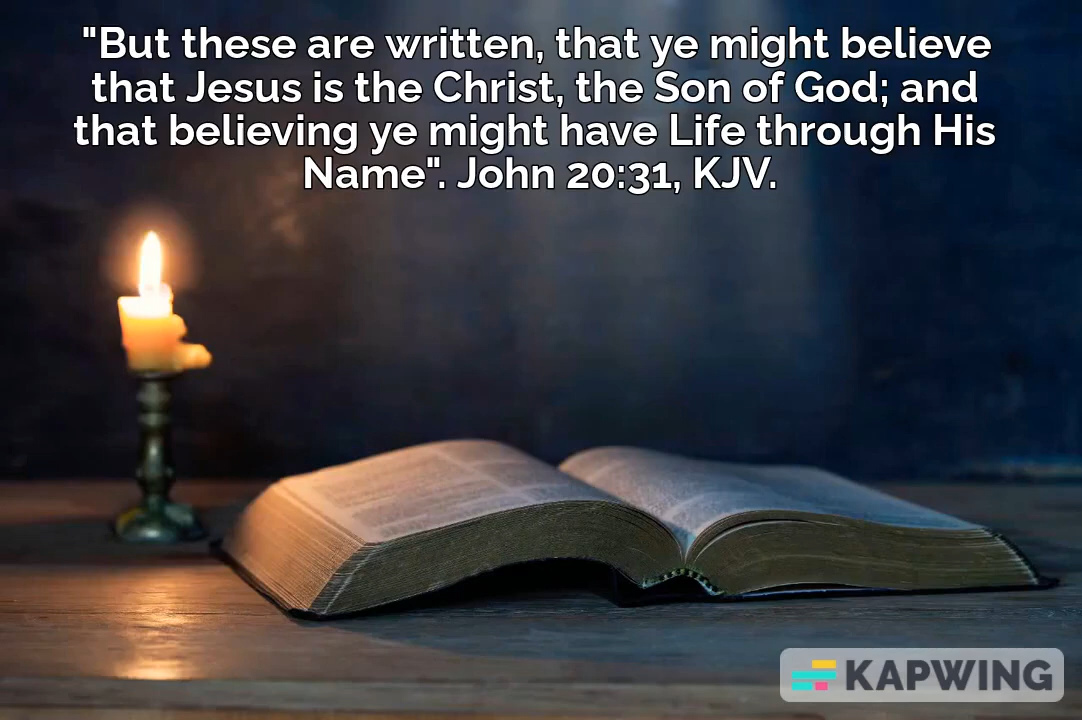 "But these are written, that ye might believe
that Jesus is the Christ, the Son of God; and
that believing ye might have Life through His
Name". John 20:31, KJV.
KAPWING